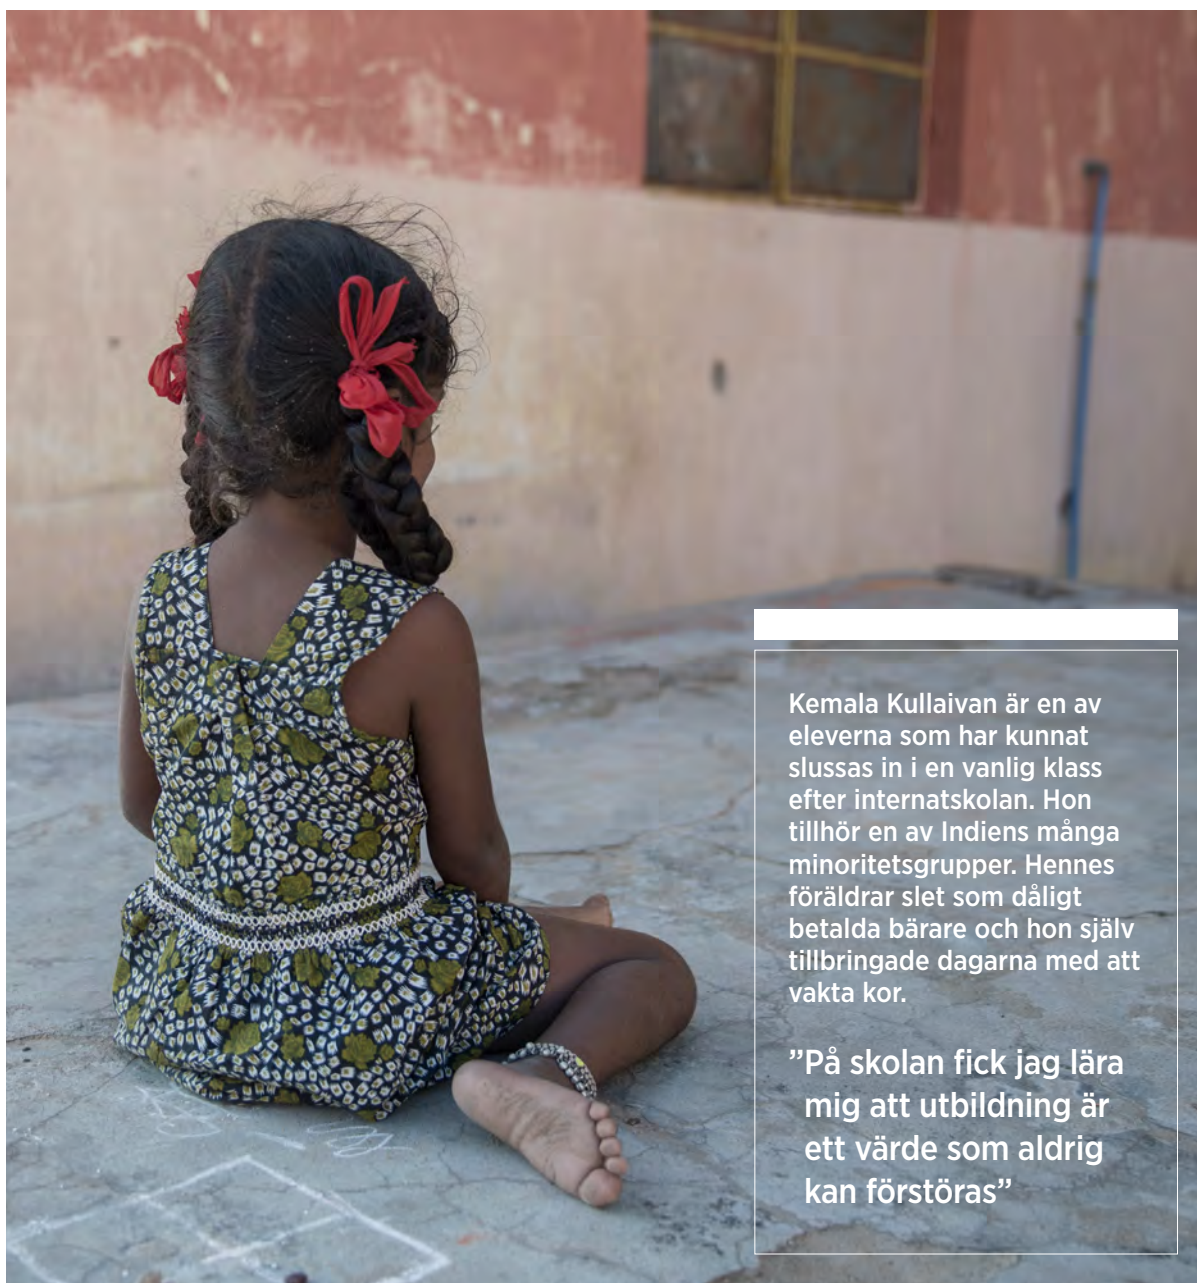 Kemala Kullaivan är en av
eleverna som har kunnat
slussas in i en vanlig klass
efter internatskolan. Hon
tillhör en av Indiens många
minoritetsgrupper. Hennes
föräldrar slet som dåligt
betalda bärare och hon själv
tillbringade dagarna med att
vakta kor.
”På skolan fick jag lära
mig att utbildning är
ett värde som aldrig
kan förstöras”